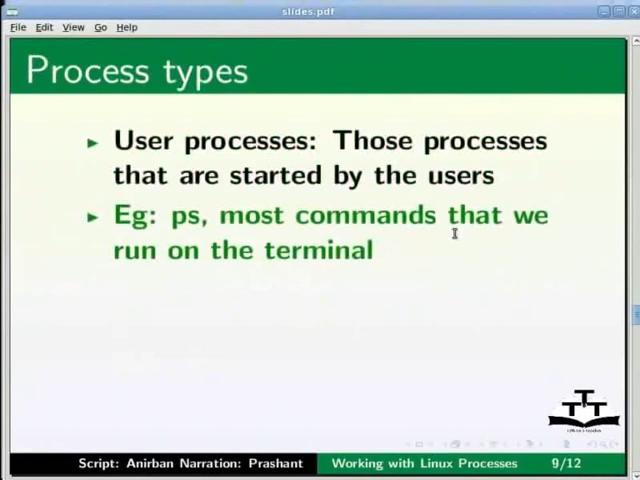 slides.pdf
File Edit View Go Help
Process types
User processes: Those processes
that are started by the users
Eg: ps, most commands that we
run on the terminal
Script: Anirban Narration: Prashant
Working with Linux Processes
9/12